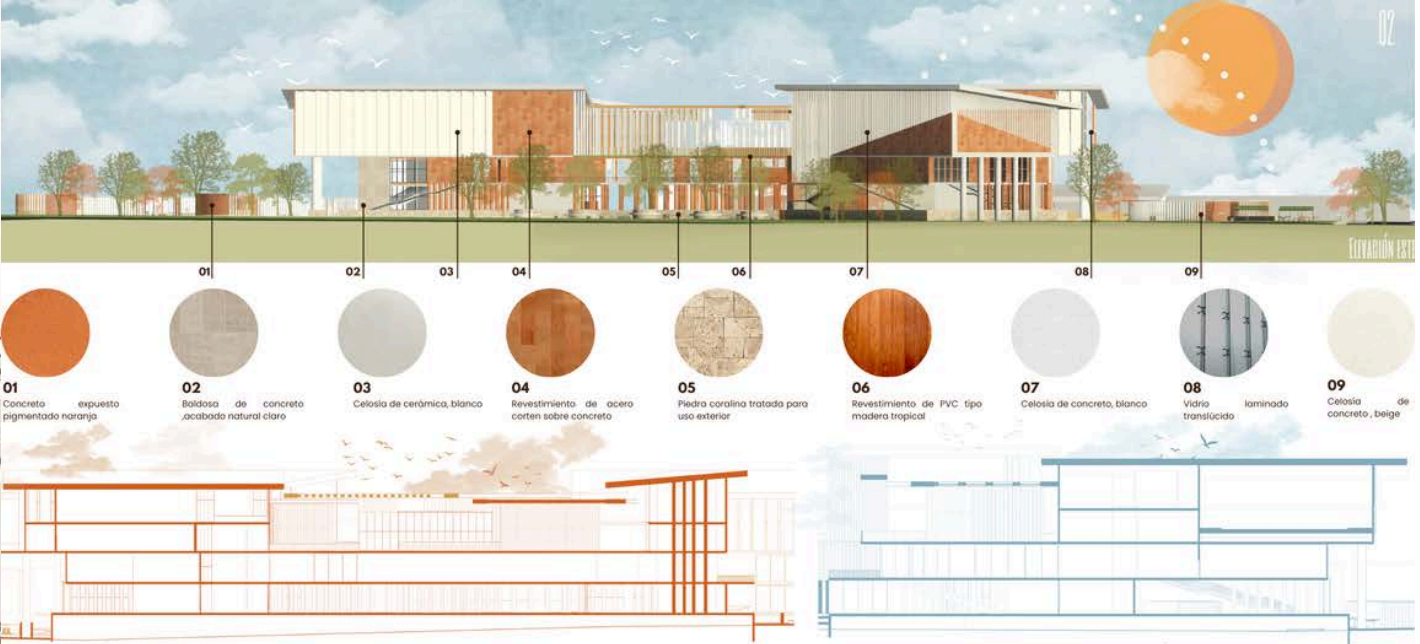 02
ELEVACIÓN ESTE
01
02
03
04
05
06
07
08
09
01
Concreto expuesto
pigmentado naranja
02
Baldosa de concreto
,acabado natural claro
03
Celosía de cerámica, blanco
04
Revestimiento de acero
corten sobre concreto
05
Piedra coralina tratada para
uso exterior
06
Revestimiento de PVC tipo
madera tropical
07
Celosía de concreto, blanco
08
Vidrio laminado
translúcido
09
Celosía de
concreto , beige